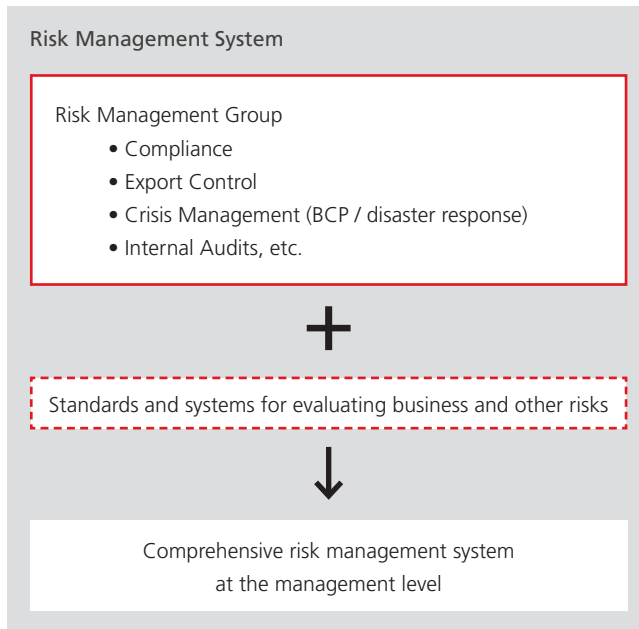 Risk Management System
Risk Management Group
• Compliance
• Export Control
• Crisis Management (BCP / disaster response)
• Internal Audits, etc.
+
Standards and systems for evaluating business and other risks
Comprehensive risk management system
at the management level